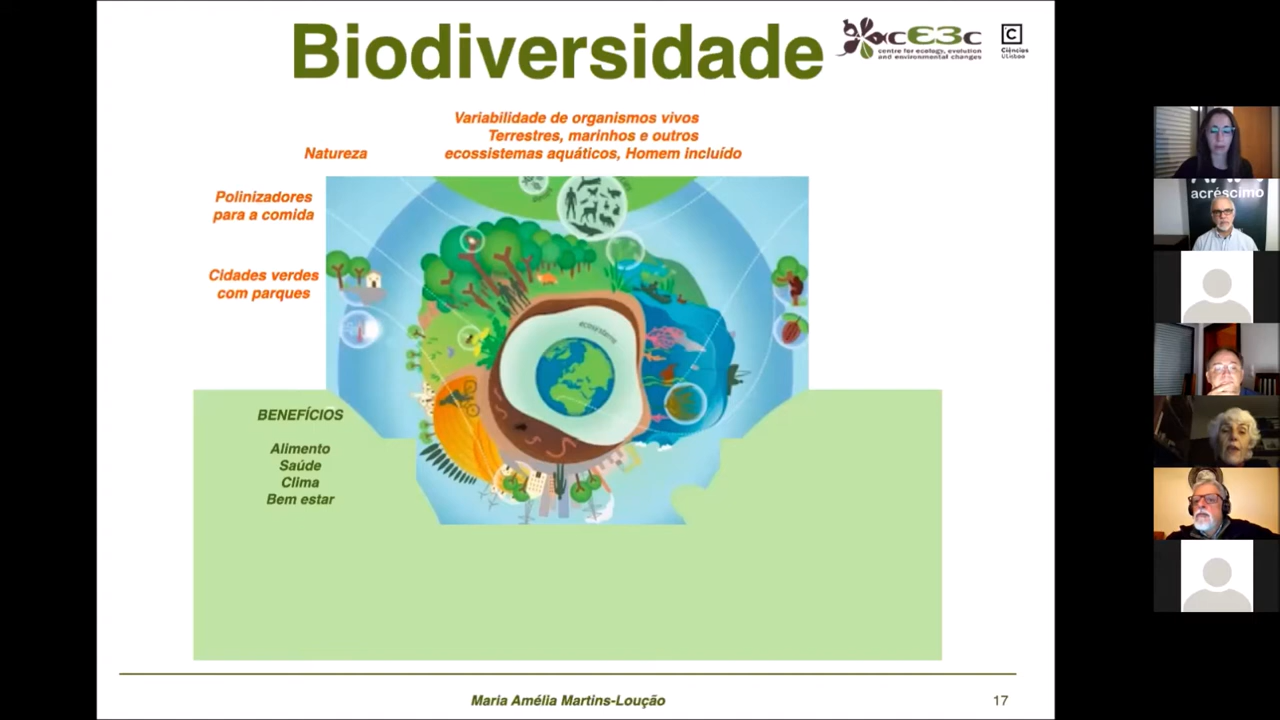 Biodiversidade
cE3c
centre for ecology, evolution
and environmental changes
C
Ciências
ULisboa
Variabilidade de organismos vivos
Terrestres, marinhos e outros
ecossistemas aquáticos, Homem incluído
Natureza
Polinizadores
para a comida
Cidades verdes
com parques
ecosystems
BENEFÍCIOS
Alimento
Saúde
Clima
Bem estar
acréscimo
Maria Amélia Martins-Loução
17